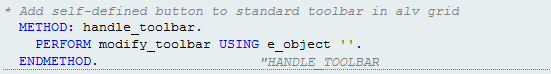 * Add self-defined button to standard toolbar in alv grid
METHOD: handle_toolbar.
PERFORM modify_toolbar USING e_object ''.
ENDMETHOD. "HANDLE_TOOLBAR